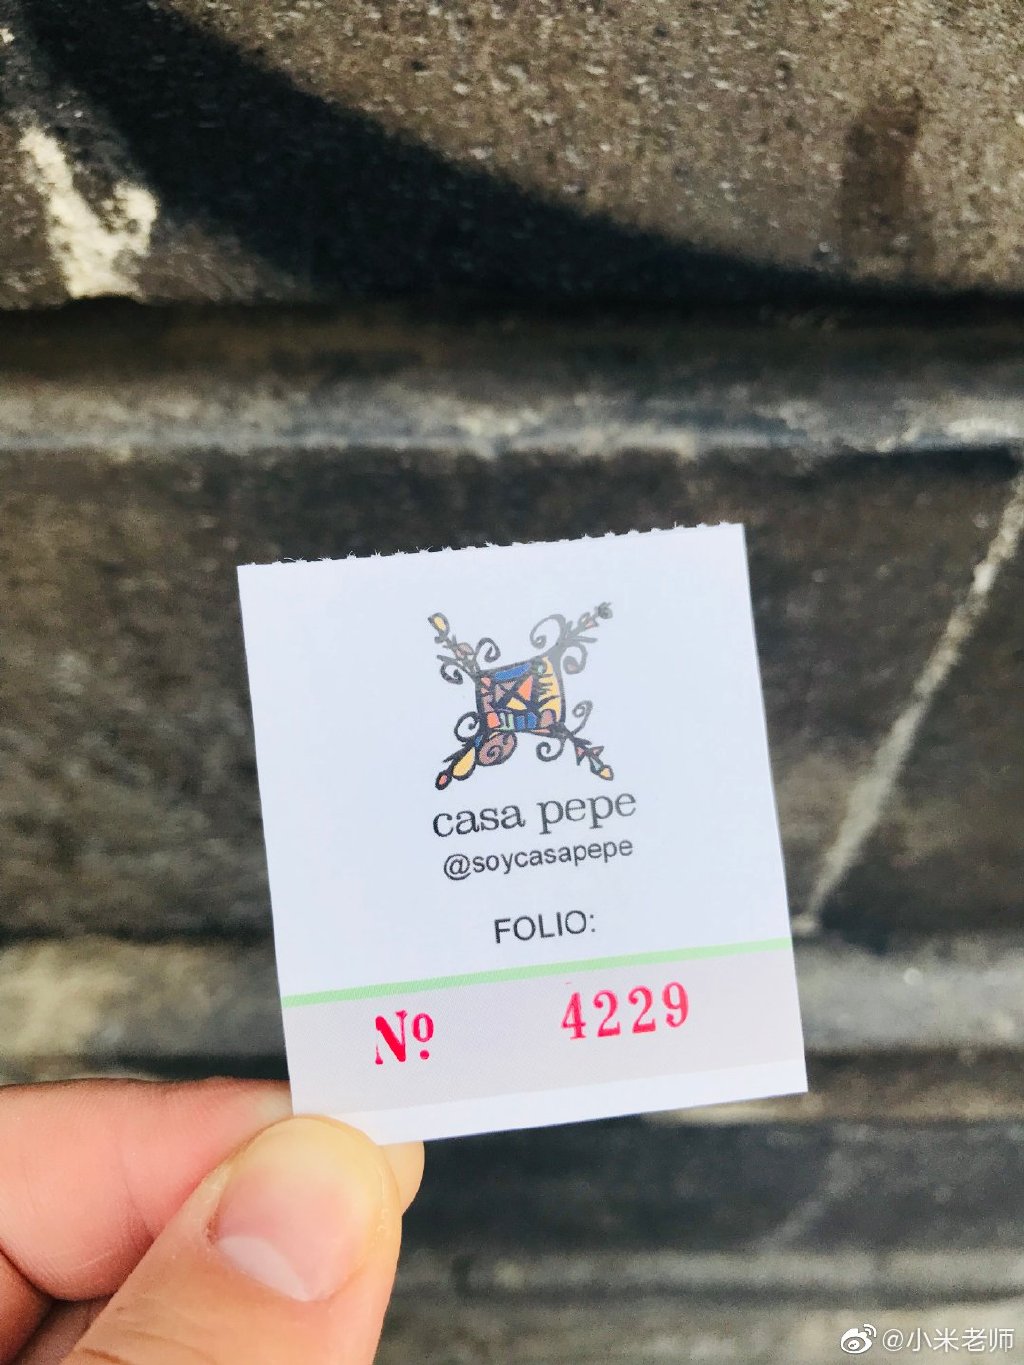 casa pepe
@soycasapepe
FOLIO:
Nº 4229
@小米老师